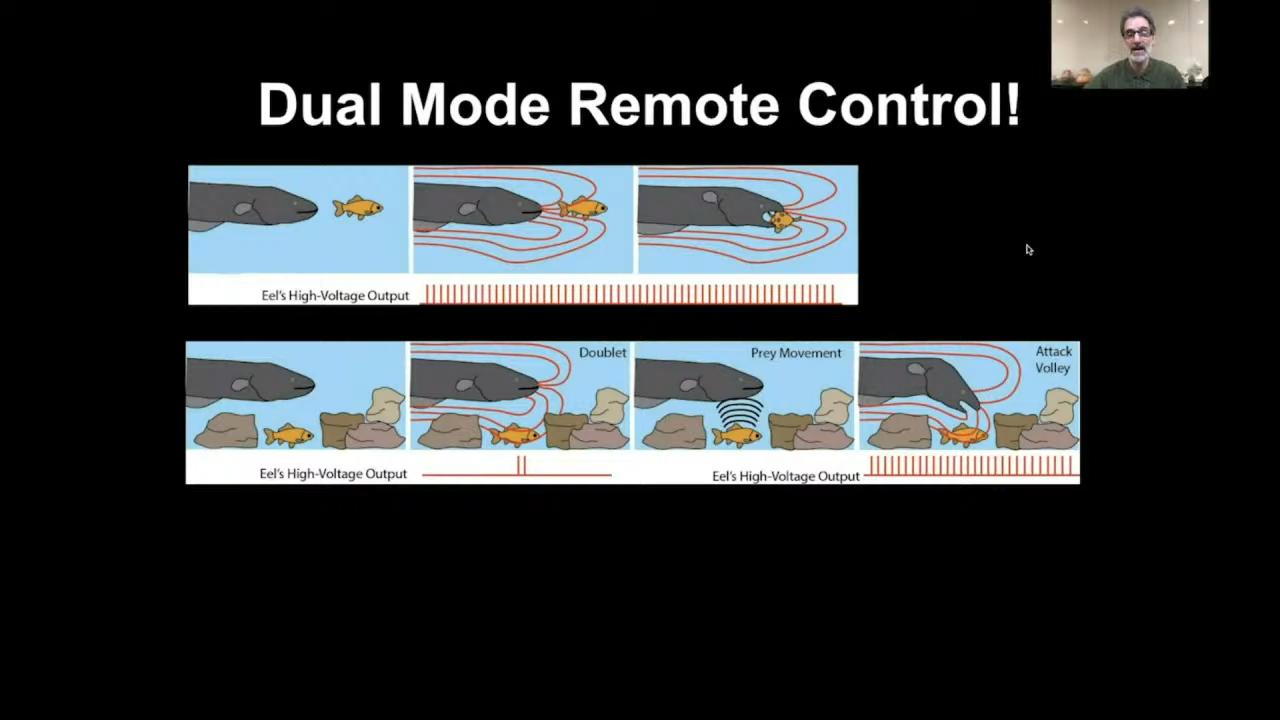 Dual Mode Remote Control!
Eel's High-Voltage Output
Doublet
Prey Movement
Attack
Volley
Eel's High-Voltage Output
Eel's High-Voltage Output